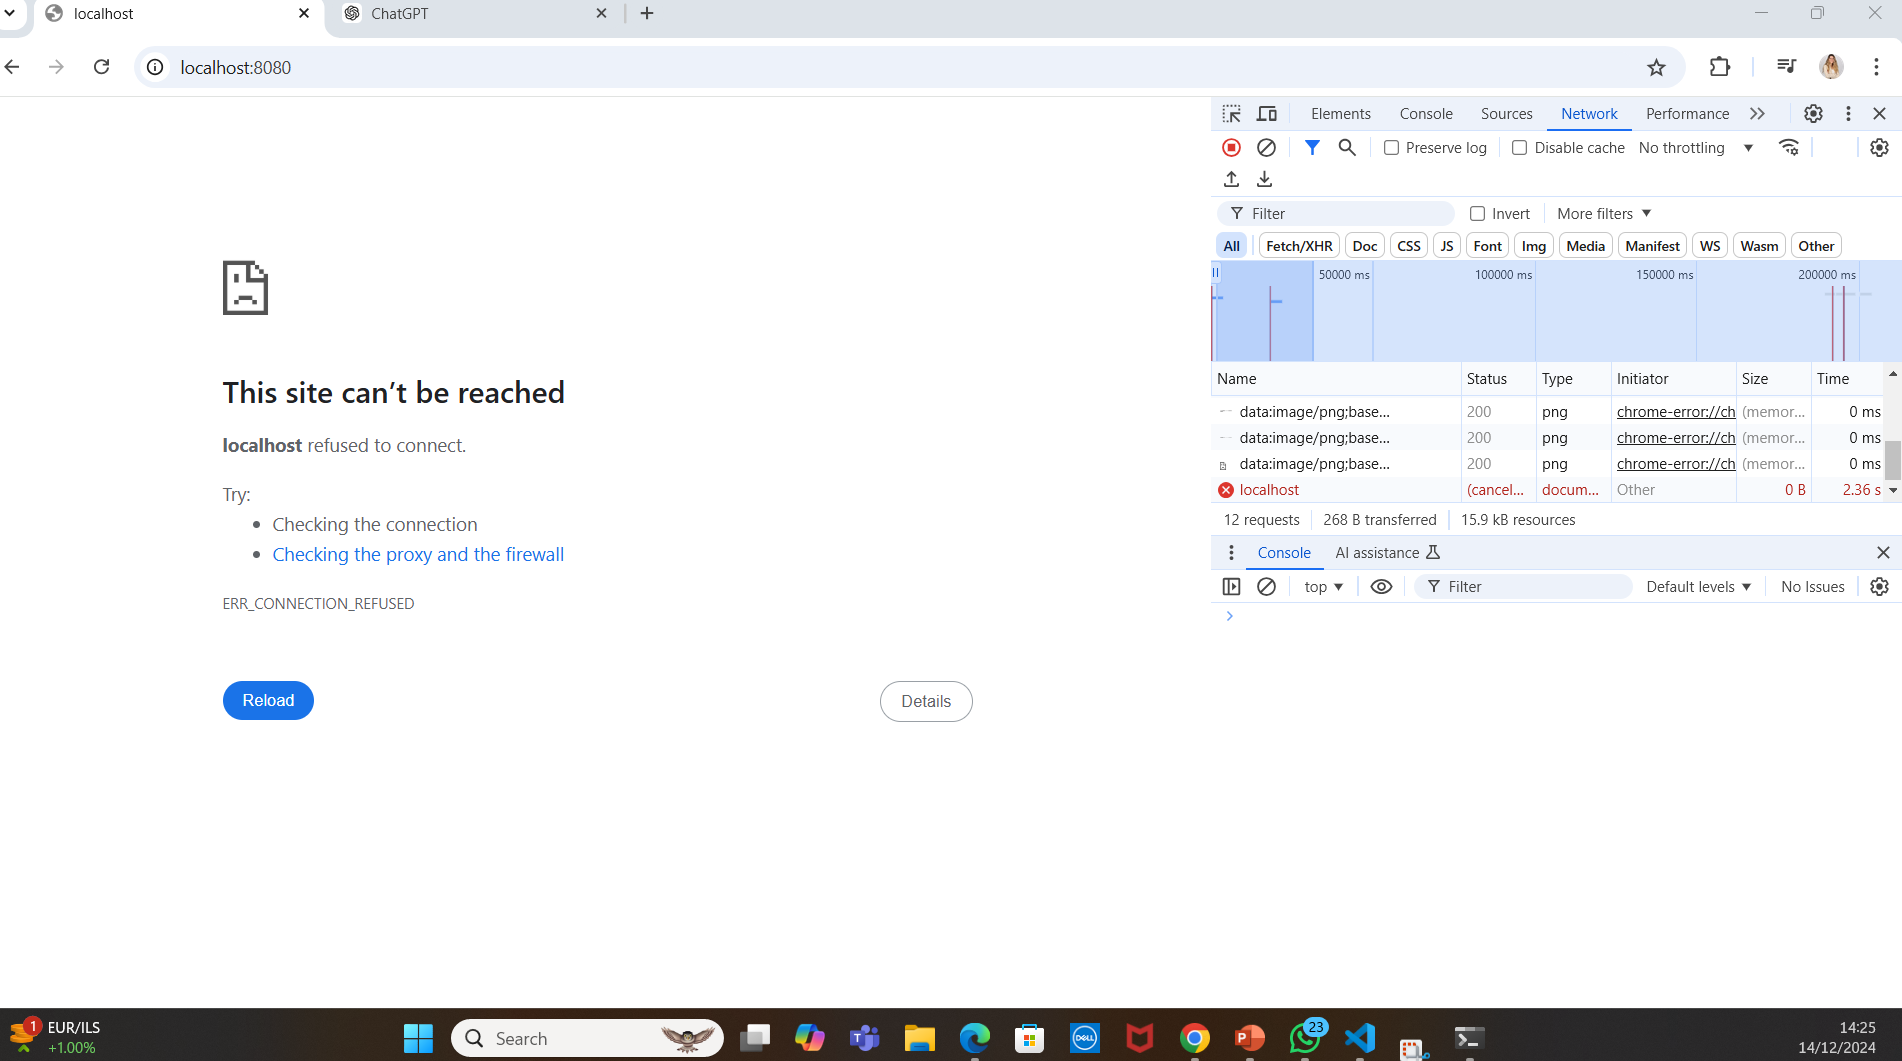 localhost
ChatGPT
localhost:8080
Elements Console Sources Network Performance
Preserve log Disable cache No throttling
Filter Invert More filters
All Fetch/XHR Doc CSS JS Font Img Media Manifest WS Wasm Other
50000 ms 100000 ms 150000 ms 200000 ms
Name Status Type Initiator Size Time
data:image/png;base... 200 png chrome-error://ch (memor... 0 ms
data:image/png;base... 200 png chrome-error://ch (memor... 0 ms
data:image/png;base... 200 png chrome-error://ch (memor... 0 ms
localhost (cancel... docum... Other 0 B 2.36 s
12 requests 268 B transferred 15.9 kB resources
Console AI assistance
top Filter Default levels No Issues
This site can’t be reached
localhost refused to connect.
Try:
• Checking the connection
• Checking the proxy and the firewall
ERR_CONNECTION_REFUSED
Reload Details
1
EUR/ILS
+1.00%
Search
DELL
23
14:25
14/12/2024